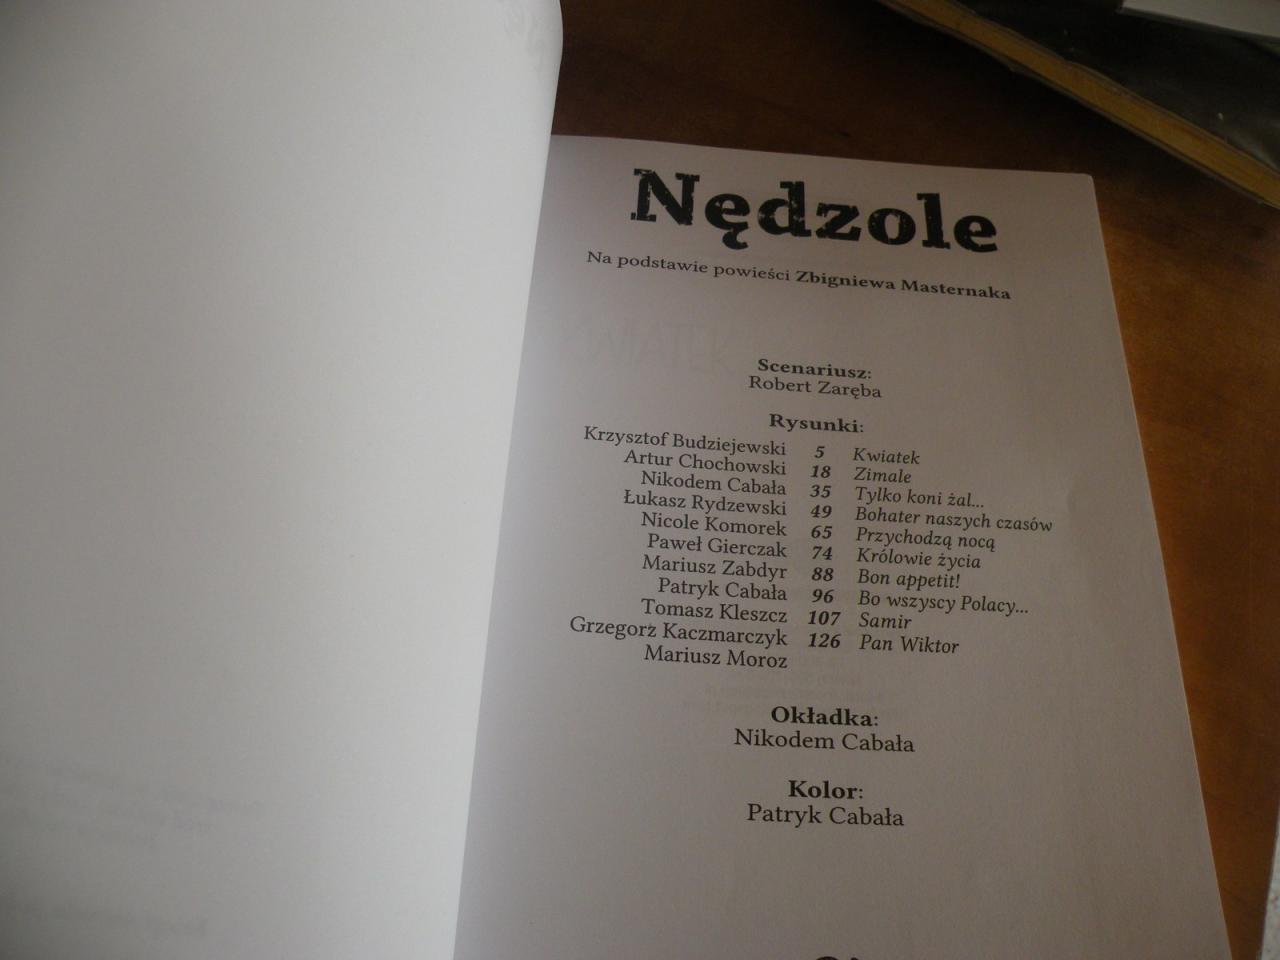 Nędzole
Na podstawie powieści Zbigniewa Masternaka
Scenariusz:
Robert Zaręba
Rysunki:
Krzysztof Budziejewski 5 Kwiatek
Artur Chochowski 18 Zimale
Nikodem Cabała 35 Tylko koni żal...
Łukasz Rydzewski 49 Bohater naszych czasów
Nicole Komorek 65 Przychodzą nocą
Paweł Gierczak 74 Królowie życia
Mariusz Zabdyr 88 Bon appetit!
Patryk Cabała 96 Bo wszyscy Polacy...
Tomasz Kleszcz 107 Samir
Grzegorz Kaczmarczyk 126 Pan Wiktor
Mariusz Moroz
Okładka:
Nikodem Cabała
Kolor:
Patryk Cabała